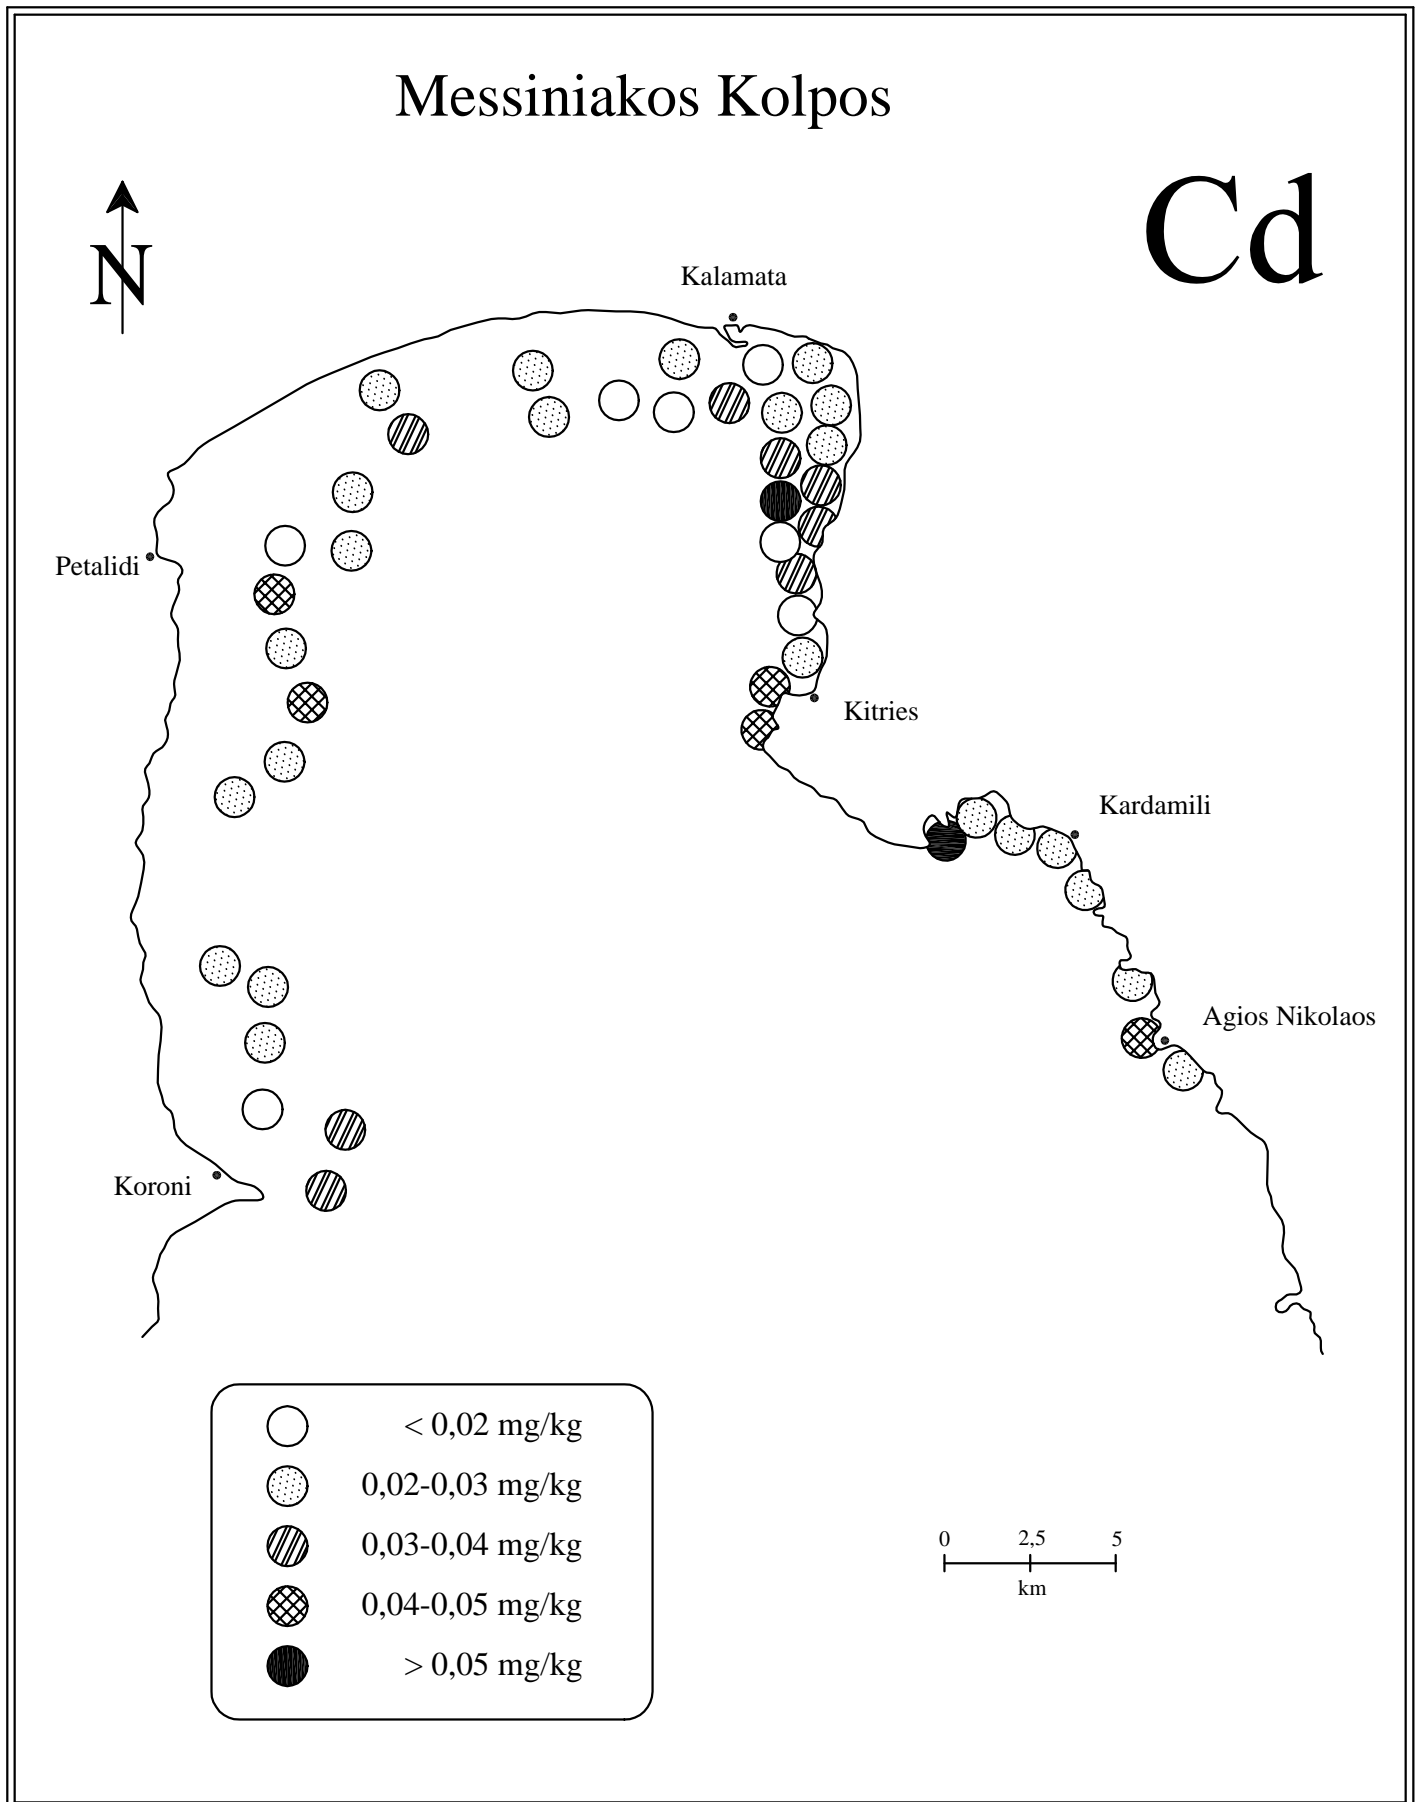 Messiniakos Kolpos
Cd
N
Kalamata
Petalidi
Kitries
Kardamili
Agios Nikolaos
Koroni
< 0,02 mg/kg
0,02-0,03 mg/kg
0,03-0,04 mg/kg
0,04-0,05 mg/kg
> 0,05 mg/kg
0 2,5 5
km